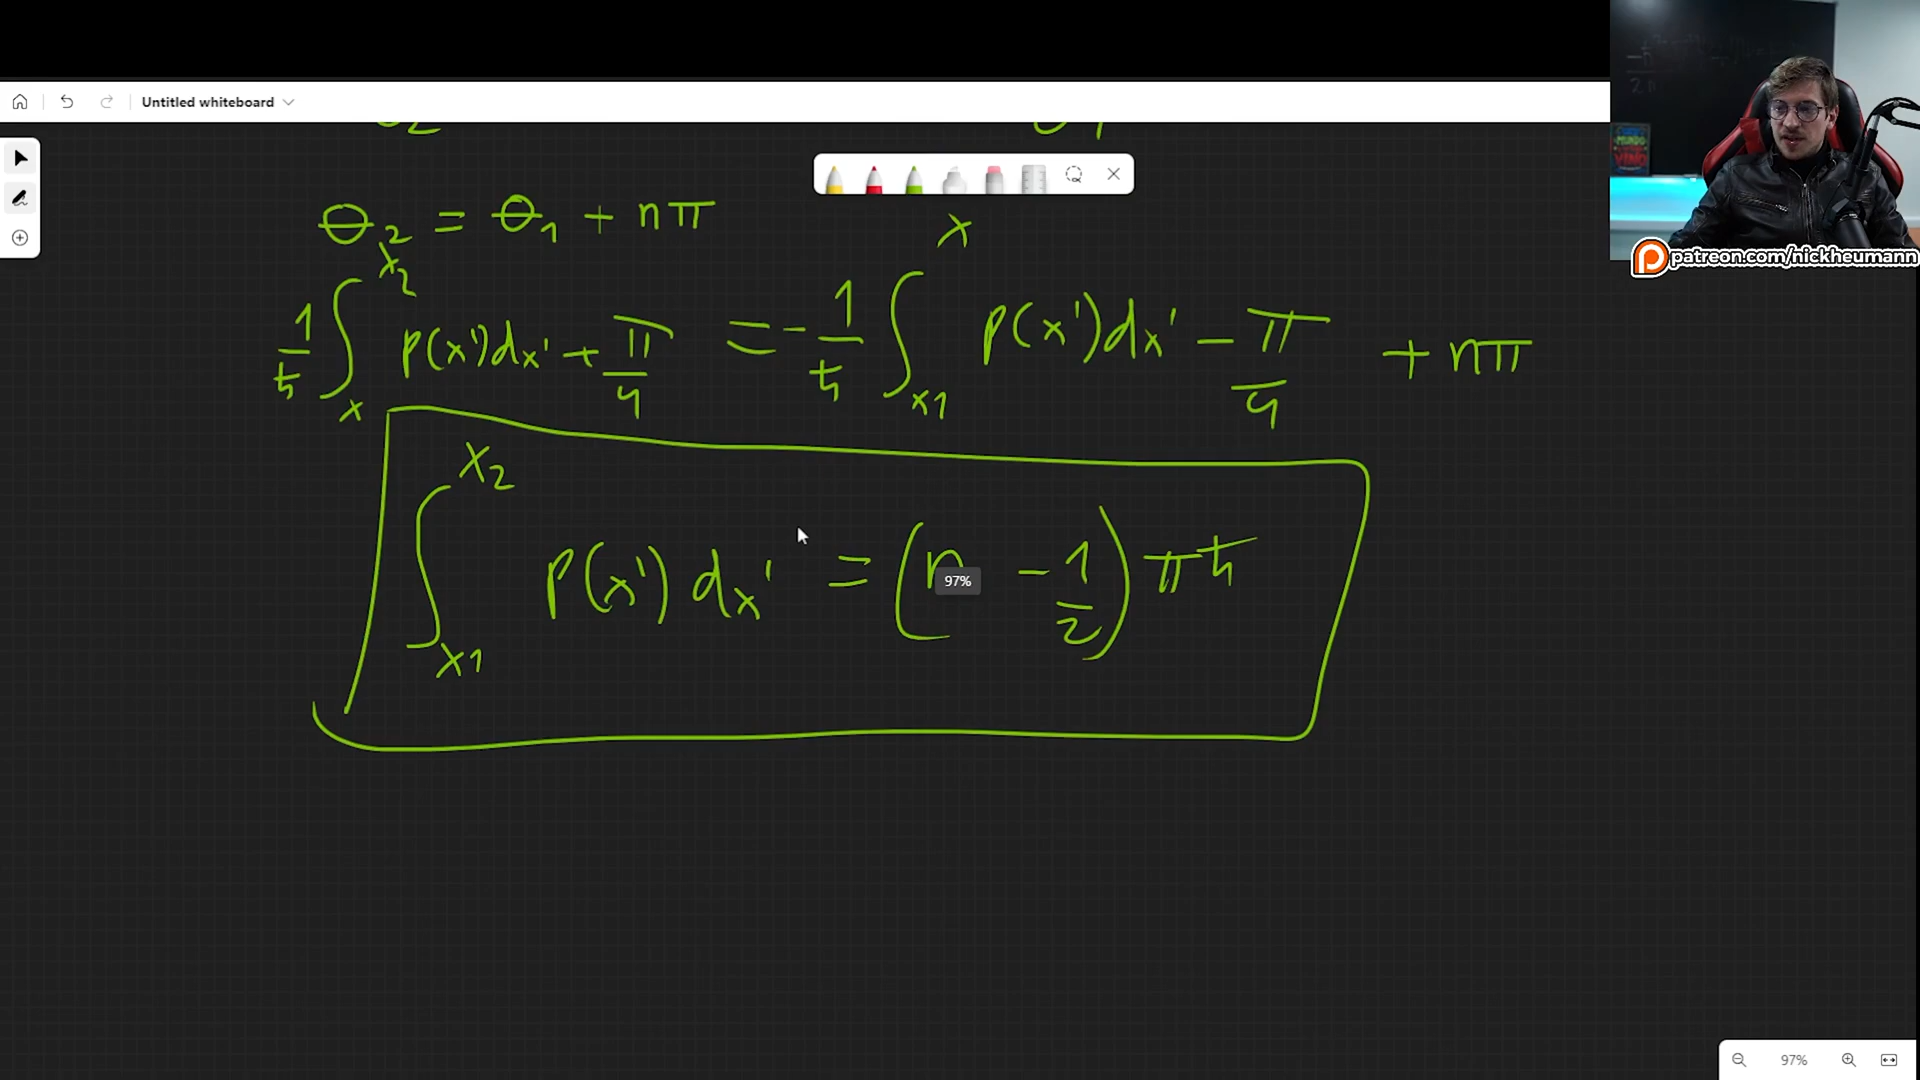 Untitled whiteboard
patreon.com/nickheumann
θ₂ = θ₁ + nπ
1/ħ ∫ₓ^x₂ p(x')dx' + π/4 = -1/ħ ∫ₓ₁^x p(x')dx' - π/4 + nπ
∫ₓ₁^x₂ p(x') dx' = (n - 1/2) πħ
97%
97%